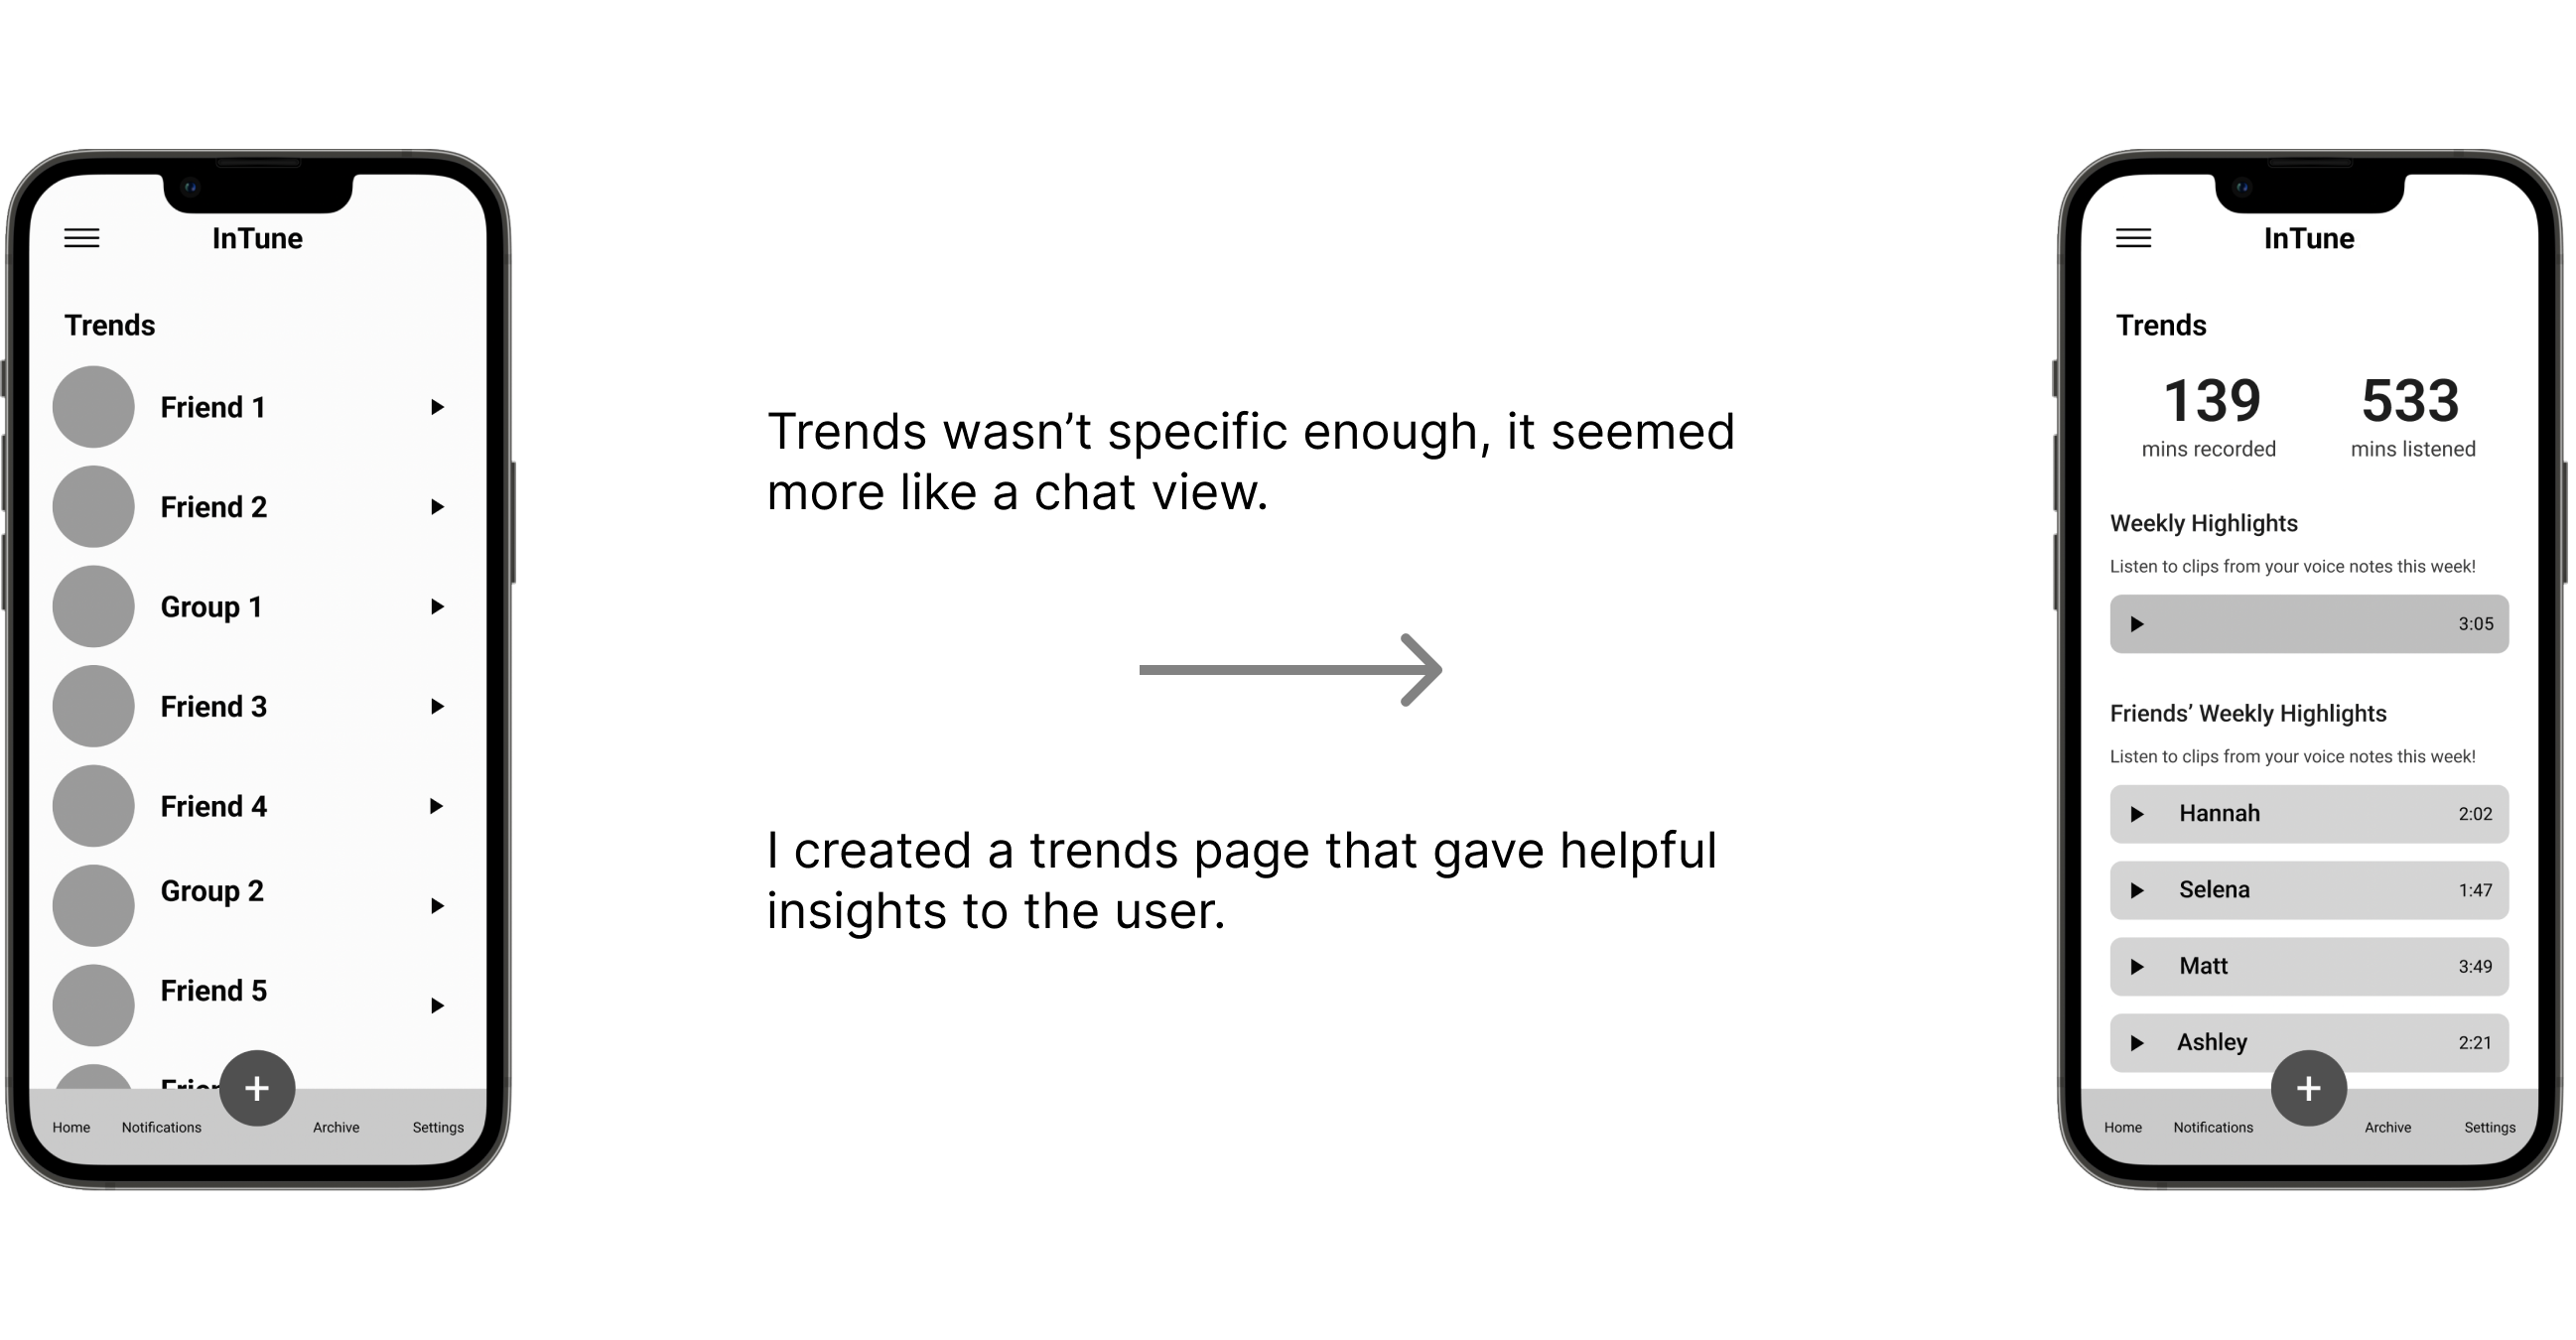 InTune
Trends
Friend 1
Friend 2
Group 1
Friend 3
Friend 4
Group 2
Friend 5
+
Home Notifications Archive Settings
Trends wasn’t specific enough, it seemed
more like a chat view.
I created a trends page that gave helpful
insights to the user.
InTune
Trends
139 533
mins recorded mins listened
Weekly Highlights
Listen to clips from your voice notes this week!
3:05
Friends’ Weekly Highlights
Listen to clips from your voice notes this week!
Hannah 2:02
Selena 1:47
Matt 3:49
Ashley 2:21
+
Home Notifications Archive Settings